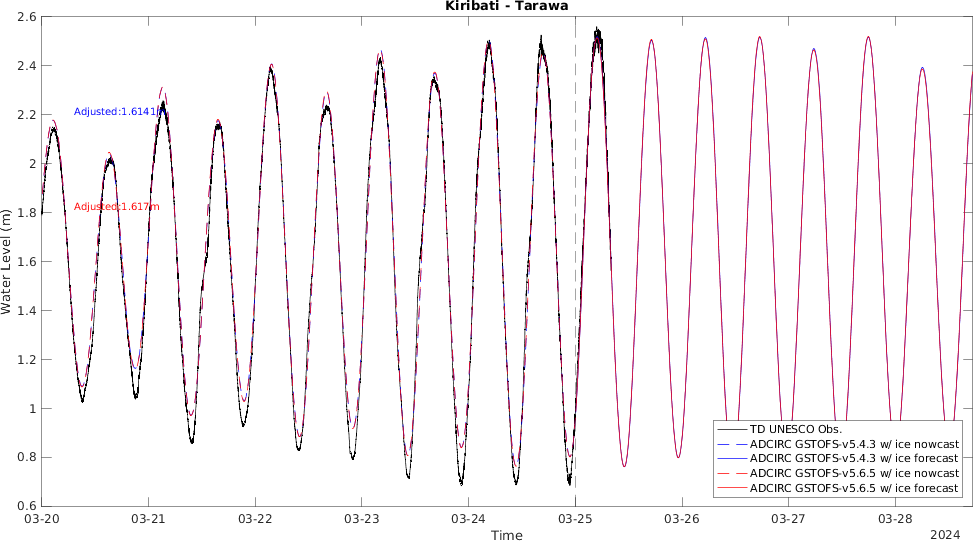 Kiribati - Tarawa
2.6
2.4
2.2
2
1.8
1.6
1.4
1.2
1
0.8
0.6
Water Level (m)
Adjusted:1.6141
Adjusted:1.617m
TD UNESCO Obs.
ADCIRC GSTOFS-v5.4.3 w/ ice nowcast
ADCIRC GSTOFS-v5.4.3 w/ ice forecast
ADCIRC GSTOFS-v5.6.5 w/ ice nowcast
ADCIRC GSTOFS-v5.6.5 w/ ice forecast
03-20 03-21 03-22 03-23 03-24 03-25 03-26 03-27 03-28
Time
2024